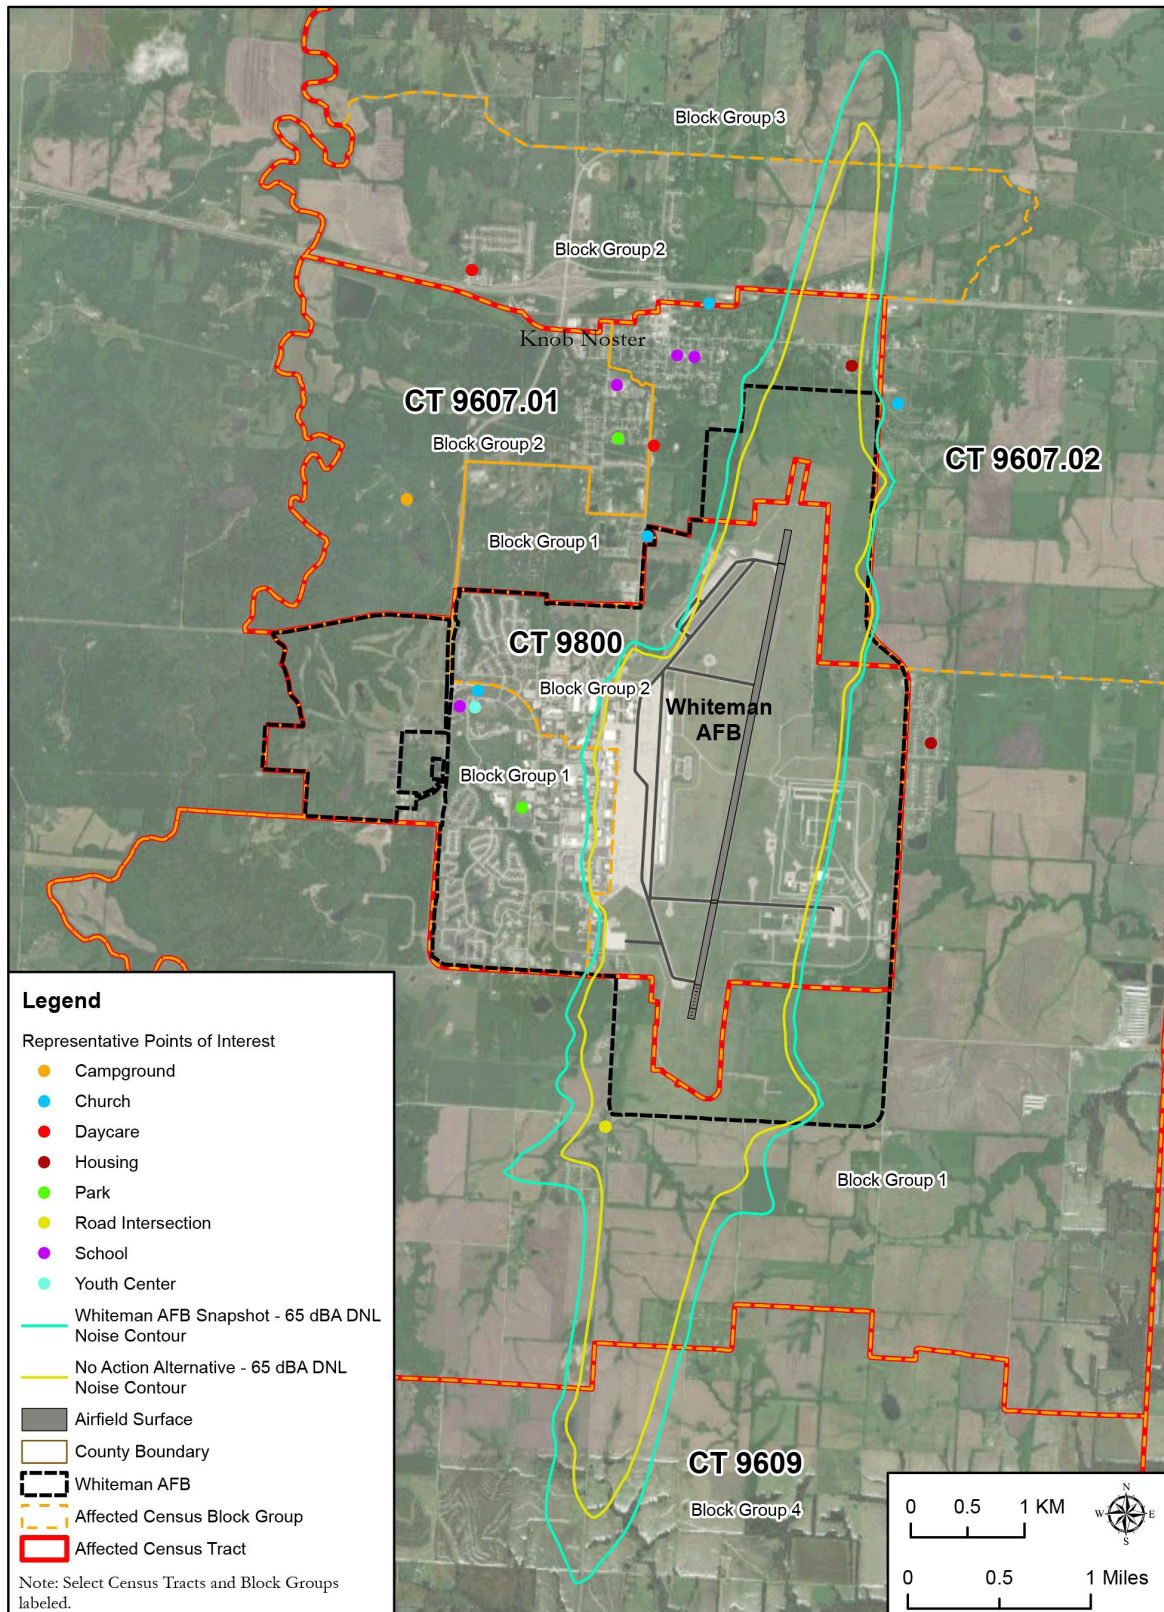 Block Group 3
Block Group 2
Knob Noster
CT 9607.01
Block Group 2
CT 9607.02
Block Group 1
CT 9800
Block Group 2
Whiteman
AFB
Block Group 1
Block Group 1
CT 9609
Block Group 4
Legend
Representative Points of Interest
Campground
Church
Daycare
Housing
Park
Road Intersection
School
Youth Center
Whiteman AFB Snapshot - 65 dBA DNL
Noise Contour
No Action Alternative - 65 dBA DNL
Noise Contour
Airfield Surface
County Boundary
Whiteman AFB
Affected Census Block Group
Affected Census Tract
Note: Select Census Tracts and Block Groups
labeled.
0 0.5 1 KM
N
W E
S
0 0.5 1 Miles